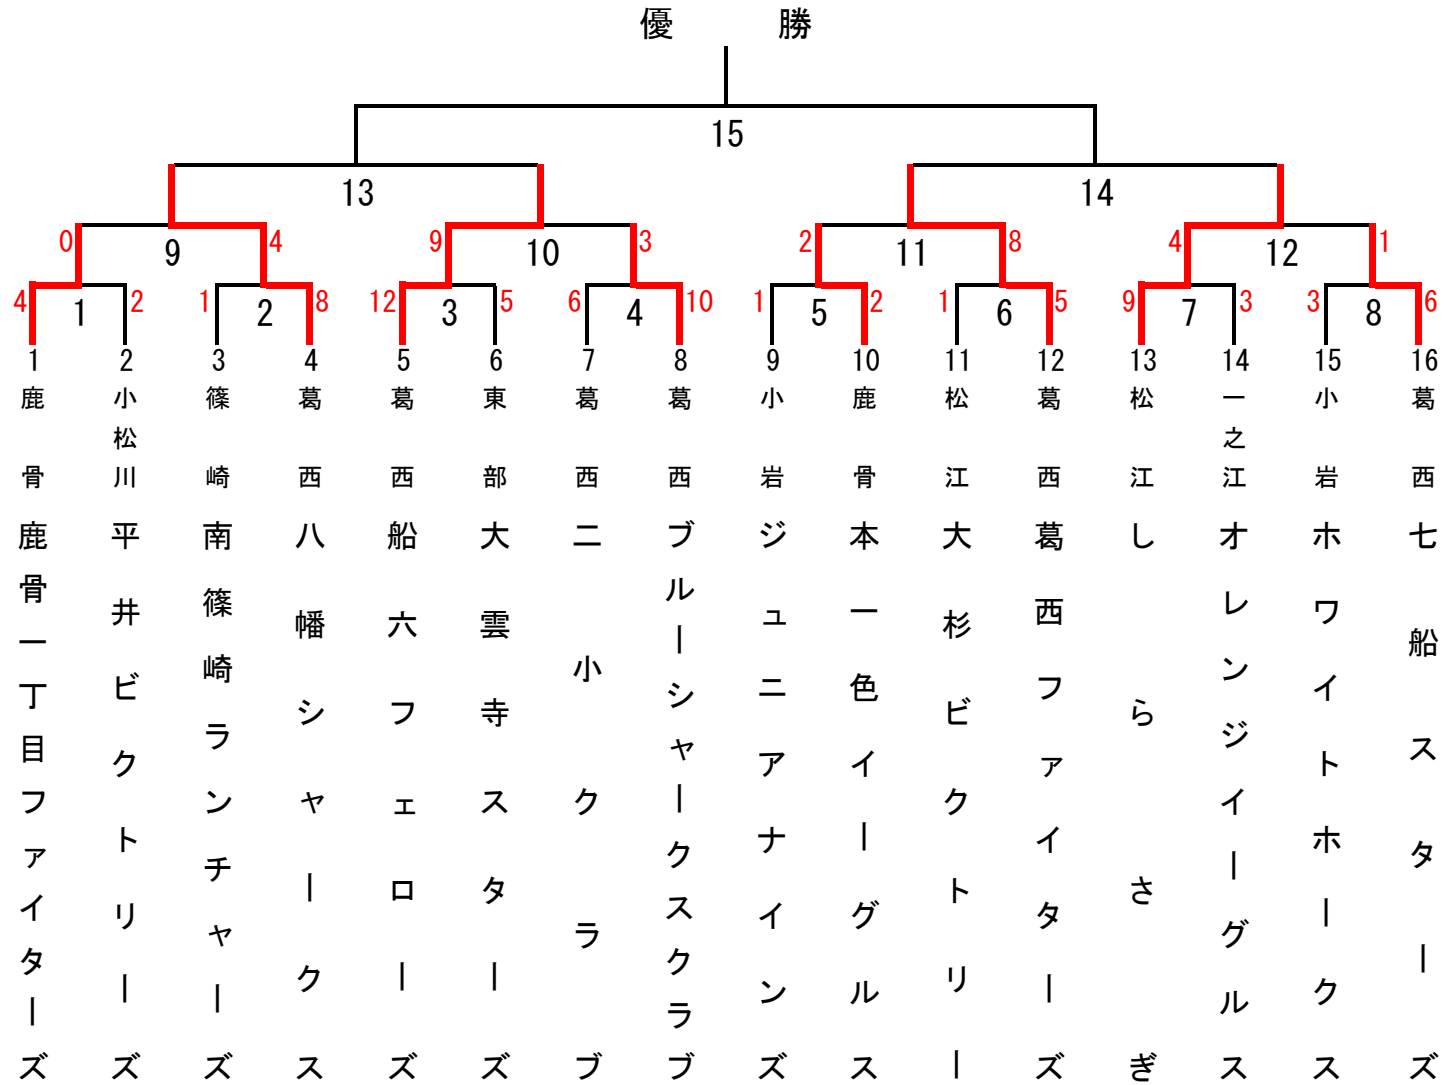 優 勝
15
13 14
0 9 4 9 10 3 2 11 8 4 12 1
4 1 2 1 2 8 12 3 5 6 4 10 1 5 2 1 6 5 9 7 3 3 8 6
1 2 3 4 5 6 7 8 9 10 11 12 13 14 15 16
鹿骨
鹿骨一丁目ファイターズ
小松川
平井ビクトリーズ
篠崎
南篠崎ランチャーズ
葛西
八幡シャークス
葛西
船六フェローズ
東部
大雲寺スターズ
葛西
二小クラブ
葛西
ブルーシャークスクラブ
小岩
ジュニアナインズ
鹿骨
本一色イーグルス
松江
大杉ビクトリー
葛西
葛西ファイターズ
松江
しらさぎ
一之江
オレンジイーグルス
小岩
ホワイトホークス
葛西
七船スターズ